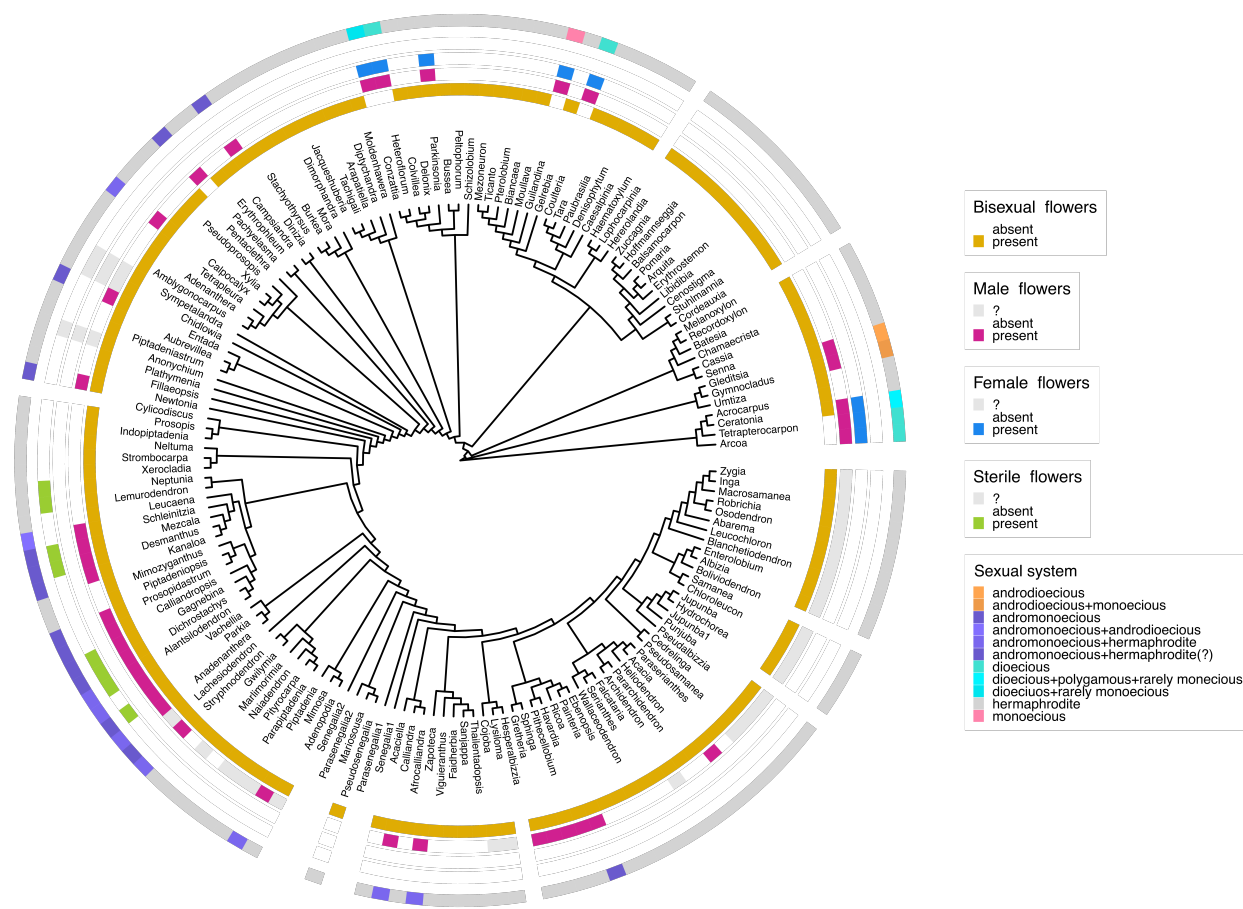 Jacqueshuberia
Dimorphandra
Arapatiella
Tachigali
Diptychandra
Moldenhawera
Conzattia
Heteroflorum
Colvillea
Delonix
Parkinsonia
Bussea
Peltophorum
Schizolobium
Mezoneuron
Ticanto
Pterolobium
Biancaea
Moullava
Guilandina
Gelrebia
Coulteria
Tara
Paubrasilia
Denisophytum
Caesalpinia
Haematoxylum
Lophocarpinia
Hererolandia
Zuccagnia
Hoffmannseggia
Balsamocarpon
Pomaria
Arquita
Erythrostemon
Libidibia
Cenostigma
Stuhlmannia
Cordeauxia
Melanoxylon
Recordoxylon
Batesia
Chamaecrista
Cassia
Senna
Gleditsia
Gymnocladus
Umtiza
Acrocarpus
Ceratonia
Tetrapterocarpon
Arcoa
Zygia
Inga
Macrosamanea
Robrichia
Osodendron
Abarema
Leucochloron
Blanchetiodendron
Enterolobium
Albizia
Boliviodendron
Samanea
Chloroleucon
Jupunba
Hydrochorea
Jupunba1
Punjuba
Pseudalbizzia
Pseudosamanea
Cedrelinga
Paraserianthes
Acacia
Heliodendron
Pararchidendron
Archidendron
Falcataria
Serianthes
Wallaceodendron
Ebenopsis
Painteria
Ricoa
Havardia
Pithecellobium
Sphinga
Gretheria
Hesperalbizzia
Lysiloma
Cojoba
Thailentadopsis
Sanjappa
Faidherbia
Viguieranthus
Zapoteca
Afrocalliandra
Calliandra
Acaciella
Senegalia1
Parasenegalia1
Pseudosenegalia
Mariosousa
Parasenegalia2
Senegalia2
Adenopodia
Mimosa
Piptadenia
Parapiptadenia
Pityrocarpa
Naiadendron
Marlimorimia
Gwilymia
Stryphnodendron
Lachesiodendron
Anadenanthera
Parkia
Vachellia
Alantsilodendron
Dichrostachys
Gagnebina
Calliandropsis
Prosopidastrum
Piptadeniopsis
Mimozyganthus
Kanaloa
Desmanthus
Mezcala
Schleinitzia
Leucaena
Lemurodendron
Neptunia
Xerocladia
Strombocarpa
Neltuma
Indopiptadenia
Prosopis
Cylicodiscus
Newtonia
Fillaeopsis
Plathymenia
Anonychium
Piptadeniastrum
Aubrevillea
Entada
Chidlowia
Sympetalandra
Amblygonocarpus
Adenanthera
Tetrapleura
Calpocalyx
Xylia
Pseudoprosopis
Pentaclethra
Pachyelasma
Erythrophleum
Campsiandra
Dinizia
Stachyothyrsus
Burkea
Mora
Bisexual flowers
absent
present
Male flowers
?
absent
present
Female flowers
?
absent
present
Sterile flowers
?
absent
present
Sexual system
androdioecious
androdioecious+monoecious
andromonoecious
andromonoecious+androdioecious
andromonoecious+hermaphrodite
andromonoecious+hermaphrodite(?)
dioecious
dioecious+polygamous+rarely monecious
dioeciuos+rarely monoecious
hermaphrodite
monoecious